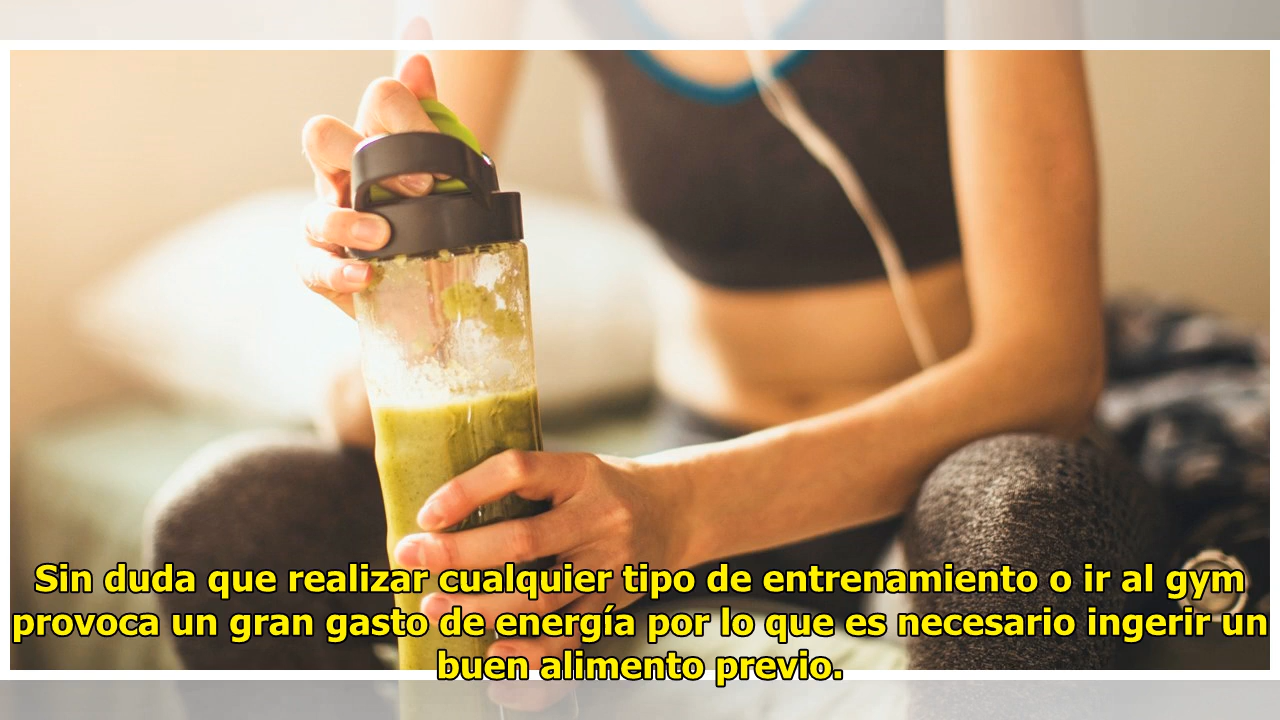 Sin duda que realizar cualquier tipo de entrenamiento o ir al gym
provoca un gran gasto de energía por lo que es necesario ingerir un
buen alimento previo.